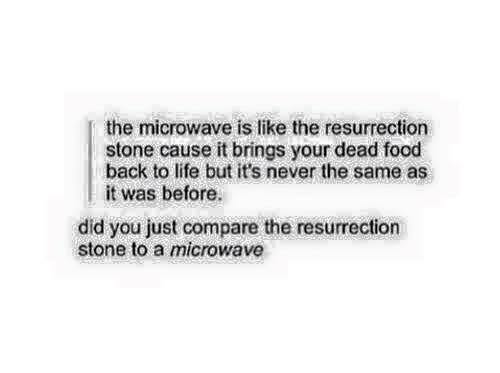 the microwave is like the resurrection
stone cause it brings your dead food
back to life but it's never the same as
it was before.
did you just compare the resurrection
stone to a microwave